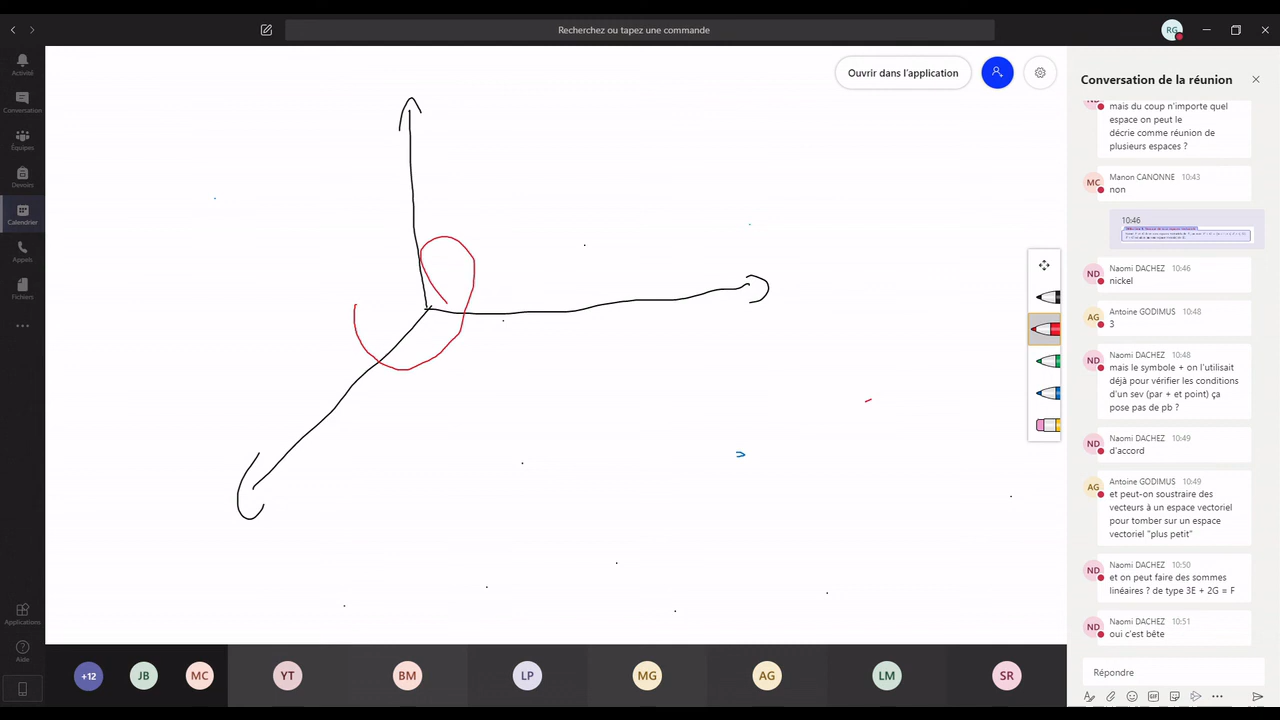 Recherchez ou tapez une commande
RG
Activité
Conversation
Équipes
Devoirs
Calendrier
Appels
Fichiers
Applications
Aide
Ouvrir dans l'application
Conversation de la réunion
mais du coup n'importe quel
espace on peut le
décrie comme réunion de
plusieurs espaces ?
MC
Manon CANONNE 10:43
non
10:46
ND
Naomi DACHEZ 10:46
nickel
AG
Antoine GODIMUS 10:48
3
ND
Naomi DACHEZ 10:48
mais le symbole + on l'utilisait
déjà pour vérifier les conditions
d'un sev (par + et point) ça
pose pas de pb ?
ND
Naomi DACHEZ 10:49
d'accord
AG
Antoine GODIMUS 10:49
et peut-on soustraire des
vecteurs à un espace vectoriel
pour tomber sur un espace
vectoriel "plus petit"
ND
Naomi DACHEZ 10:50
et on peut faire des sommes
linéaires ? de type 3E + 2G = F
ND
Naomi DACHEZ 10:51
oui c'est bête
Répondre
+12
JB
MC
YT
BM
LP
MG
AG
LM
SR